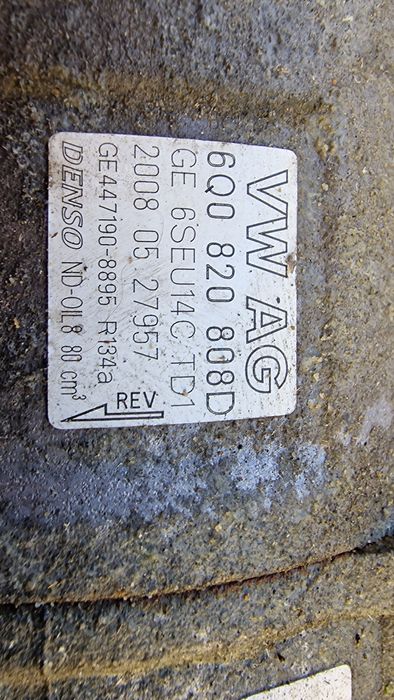 VW AG
6Q0 820 808D
GE 6SEU14C TD1
2008 05 27957
GE447190-8895 R134a
DENSO ND-OIL8 80 cm³
REV